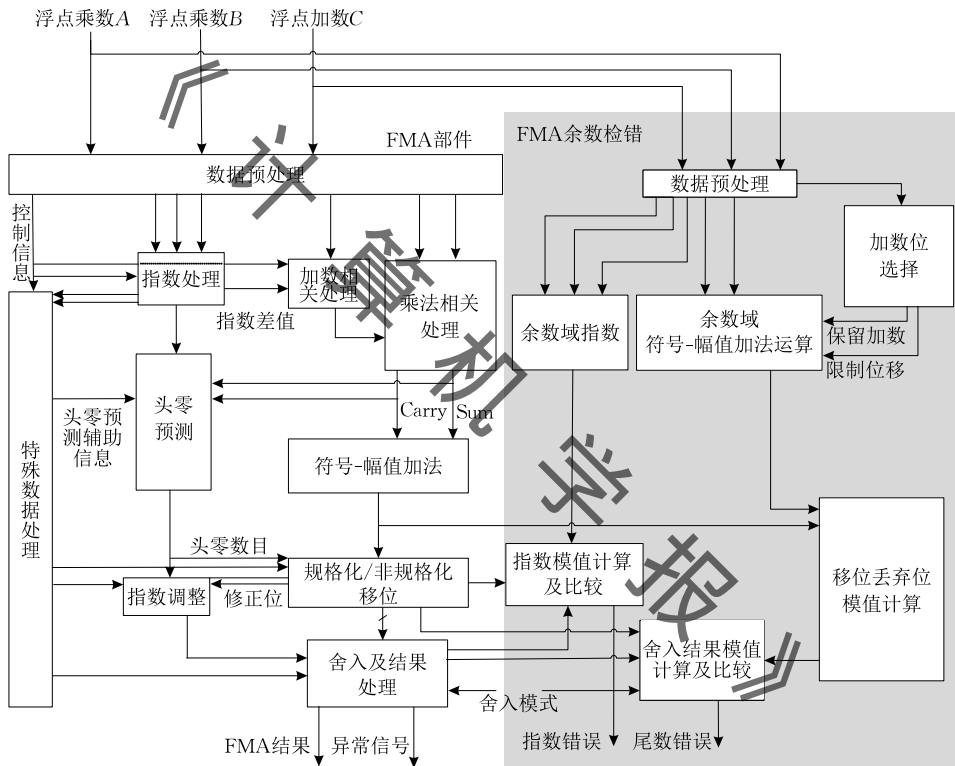 浮点乘数A 浮点乘数B 浮点加数C
FMA部件
FMA余数检错
数据预处理
数据预处理
控制信息
加数位
选择
指数处理
加数相
关处理
乘法相关
处理
指数差值
余数域指数
余数域
符号-幅值加法运算
保留加数
限制位移
头零
预测
Carry Sum
头零预
测辅助
信息
符号-幅值加法
特殊数据处理
头零数目
规格化/非规格化
移位
指数模值计算
及比较
移位丢弃位
模值计算
指数调整
修正位
舍入及结果
处理
舍入结果模值
计算及比较
舍入模式
FMA结果
异常信号
指数错误
尾数错误
《计算机学报》